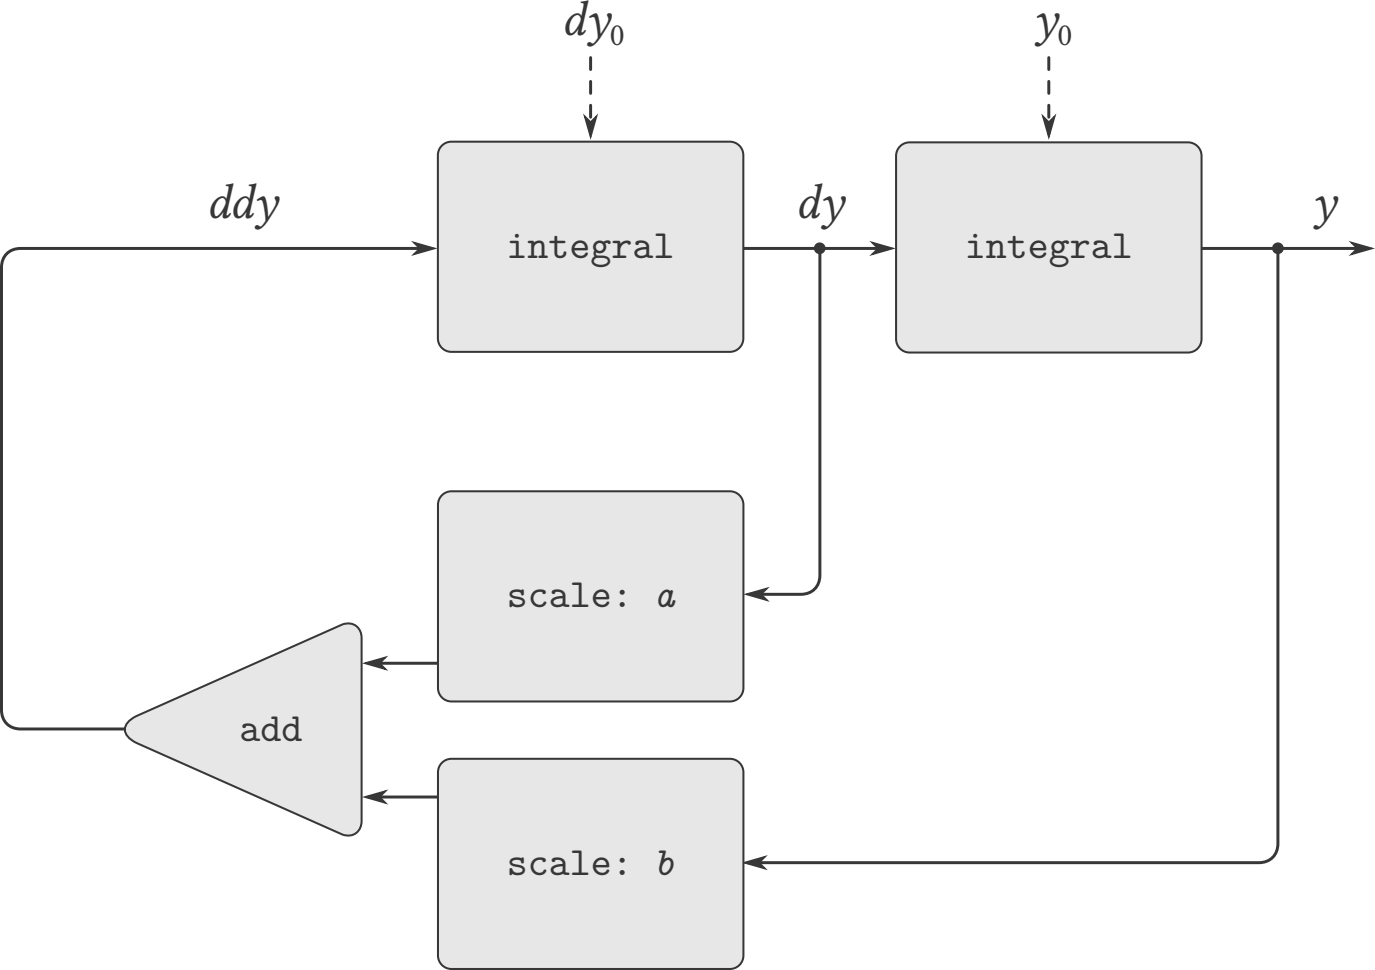 dy₀
y₀
ddy
dy
y
integral
integral
scale: a
add
scale: b